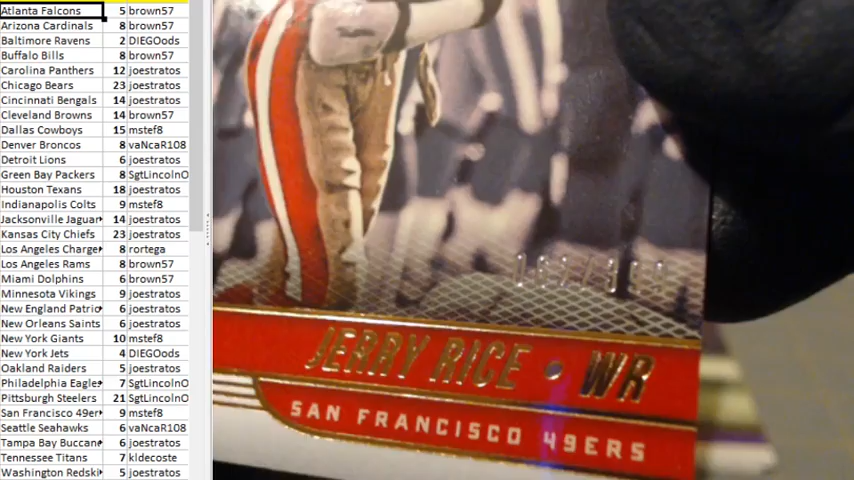 Atlanta Falcons 5 brown57
Arizona Cardinals 8 brown57
Baltimore Ravens 2 DIEGOods
Buffalo Bills 8 brown57
Carolina Panthers 12 joestratos
Chicago Bears 23 joestratos
Cincinnati Bengals 14 joestratos
Cleveland Browns 14 brown57
Dallas Cowboys 15 mstef8
Denver Broncos 8 vaNcaR108
Detroit Lions 6 joestratos
Green Bay Packers 8 SgtLincolnO
Houston Texans 18 joestratos
Indianapolis Colts 9 mstef8
Jacksonville Jaguar 14 joestratos
Kansas City Chiefs 23 joestratos
Los Angeles Charge 8 rortega
Los Angeles Rams 8 brown57
Miami Dolphins 6 brown57
Minnesota Vikings 9 joestratos
New England Patrio 6 joestratos
New Orleans Saints 6 joestratos
New York Giants 10 mstef8
New York Jets 4 DIEGOods
Oakland Raiders 5 joestratos
Philadelphia Eagle 7 SgtLincolnO
Pittsburgh Steelers 21 SgtLincolnO
San Francisco 49er 9 mstef8
Seattle Seahawks 6 vaNcaR108
Tampa Bay Buccan 6 joestratos
Tennessee Titans 7 kldecoste
Washington Redski 5 joestratos
JERRY RICE • WR
SAN FRANCISCO 49ERS